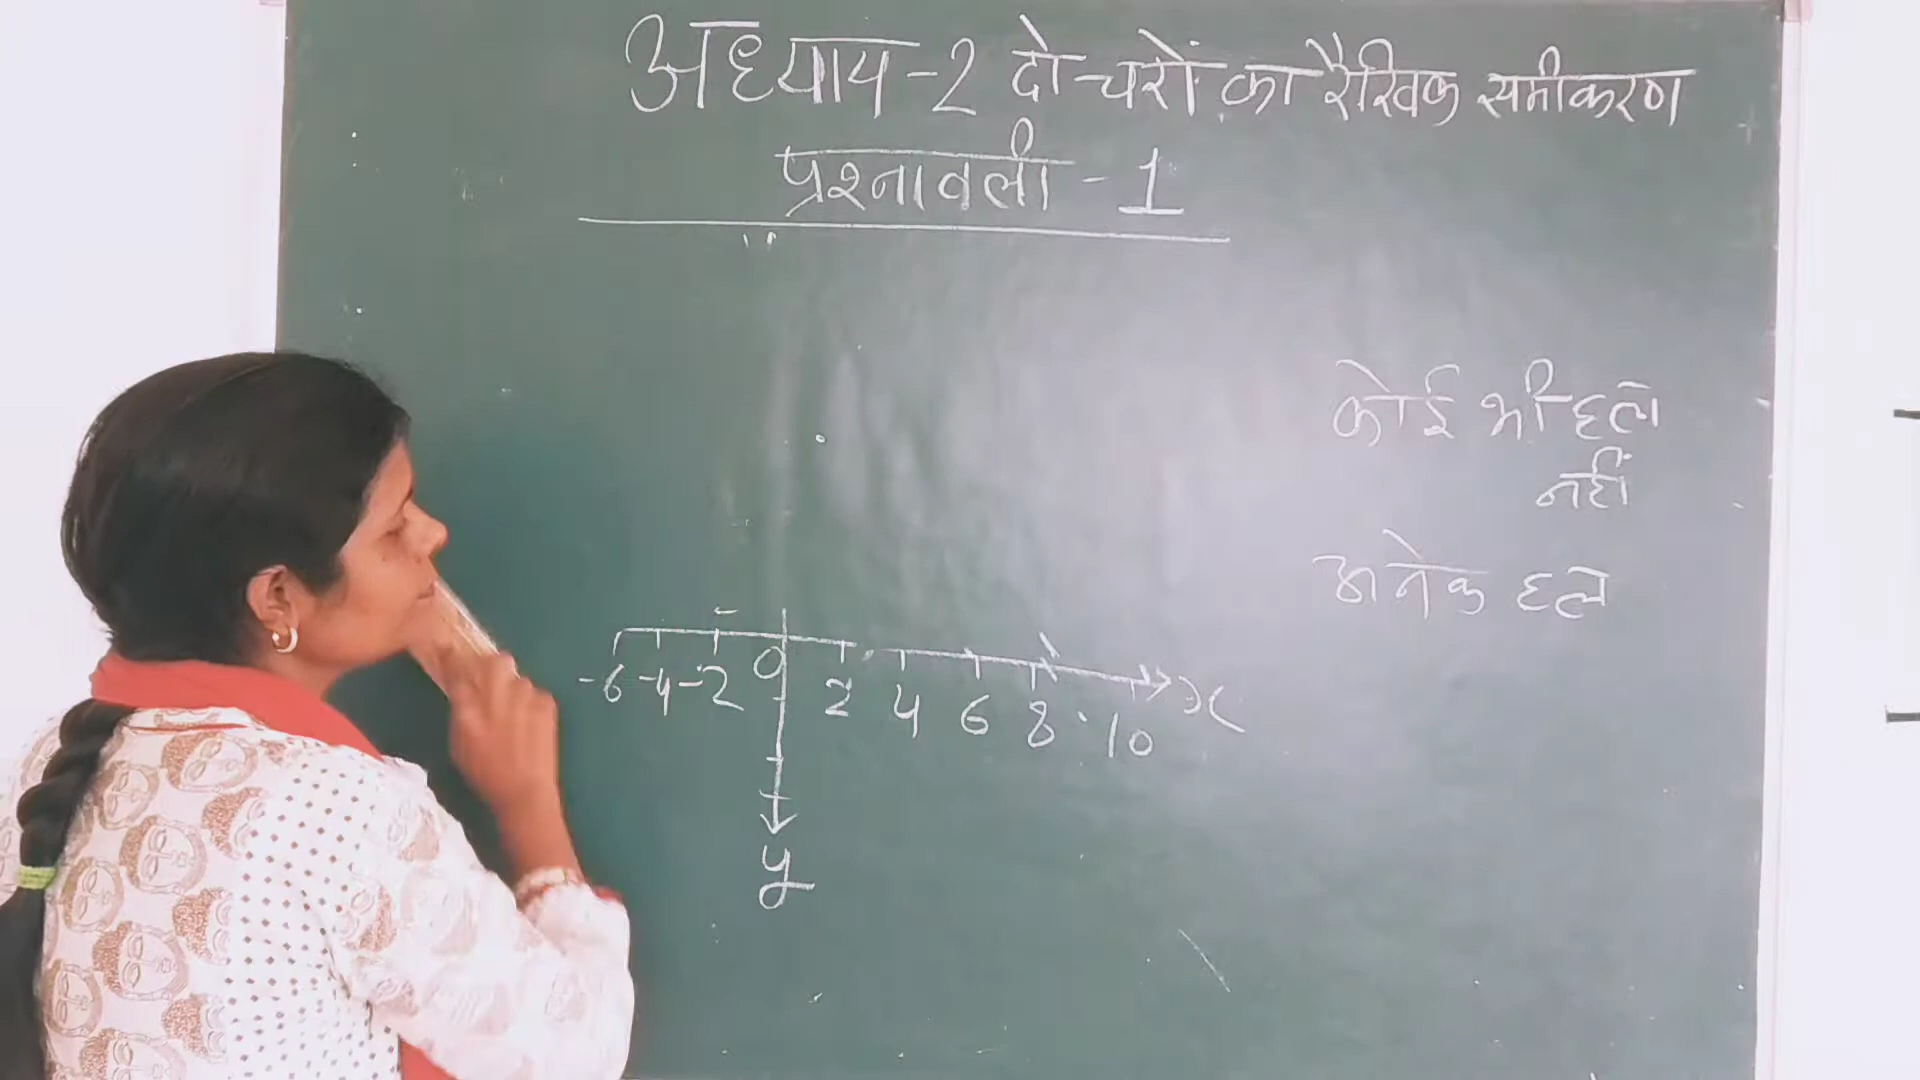 अध्याय-2 दो चरों का रैखिक समीकरण
प्रश्नावली - 1
कोई भी हल
नहीं
अनेक हल
-6 -4 -2 0 2 4 6 8 10 x
y